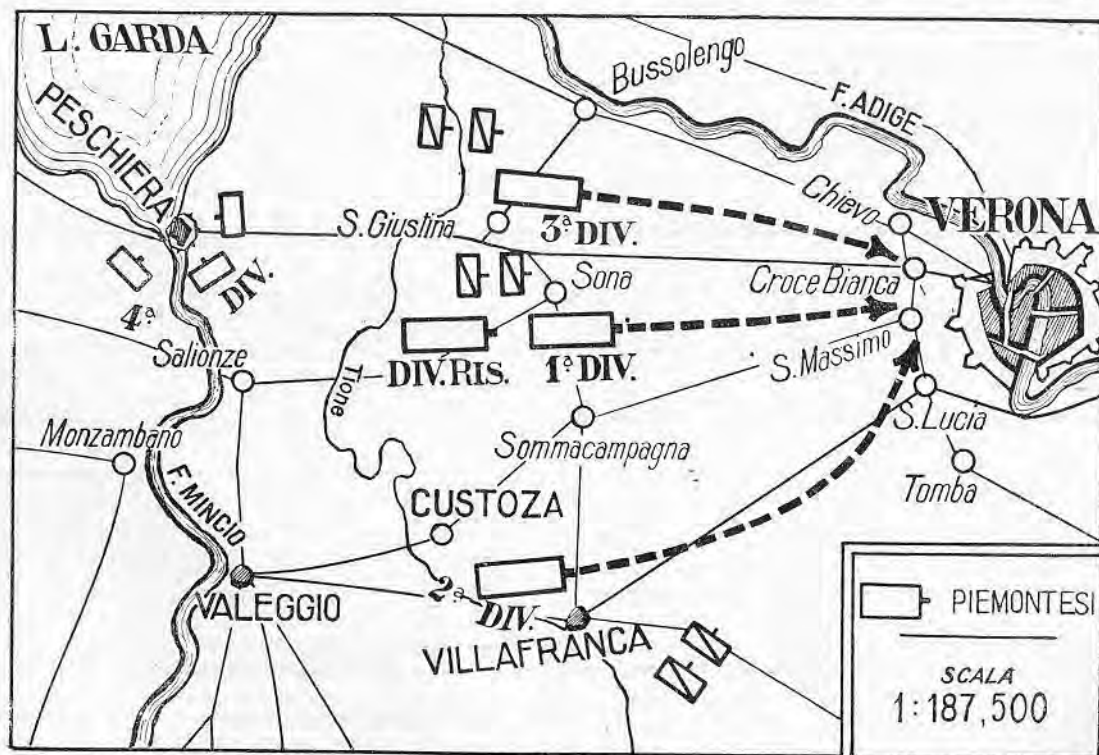 L. GARDA
PESCHIERA
Bussolengo
F. ADIGE
Chievo
VERONA
S. Giustina
3ª DIV.
4ª DIV.
Sona
Croce Bianca
Salionze
DIV. RIS.
1ª DIV.
S. Massimo
Tione
Monzambano
Sommacampagna
S. Lucia
Tomba
F. MINCIO
CUSTOZA
VALEGGIO
2ª DIV.
VILLAFRANCA
PIEMONTESI
SCALA
1:187,500